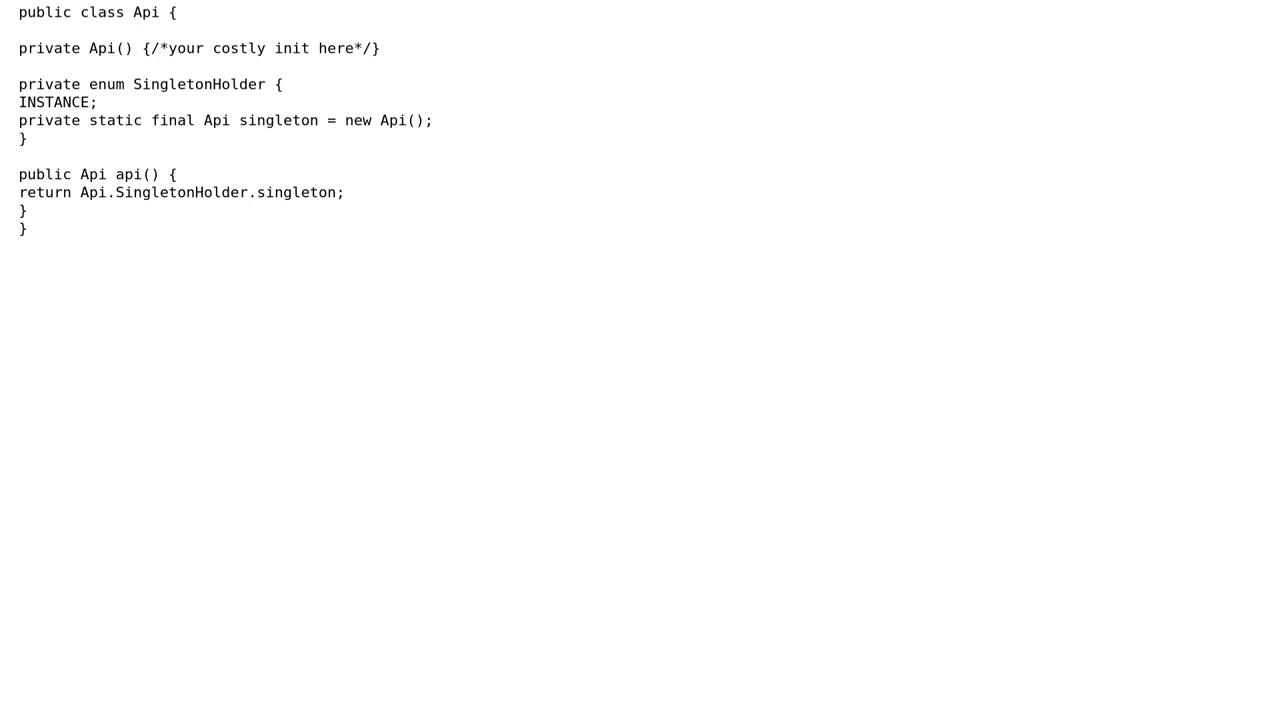 public class Api {
private Api() {/*your costly init here*/}
private enum SingletonHolder {
INSTANCE;
private static final Api singleton = new Api();
}
public Api api() {
return Api.SingletonHolder.singleton;
}
}